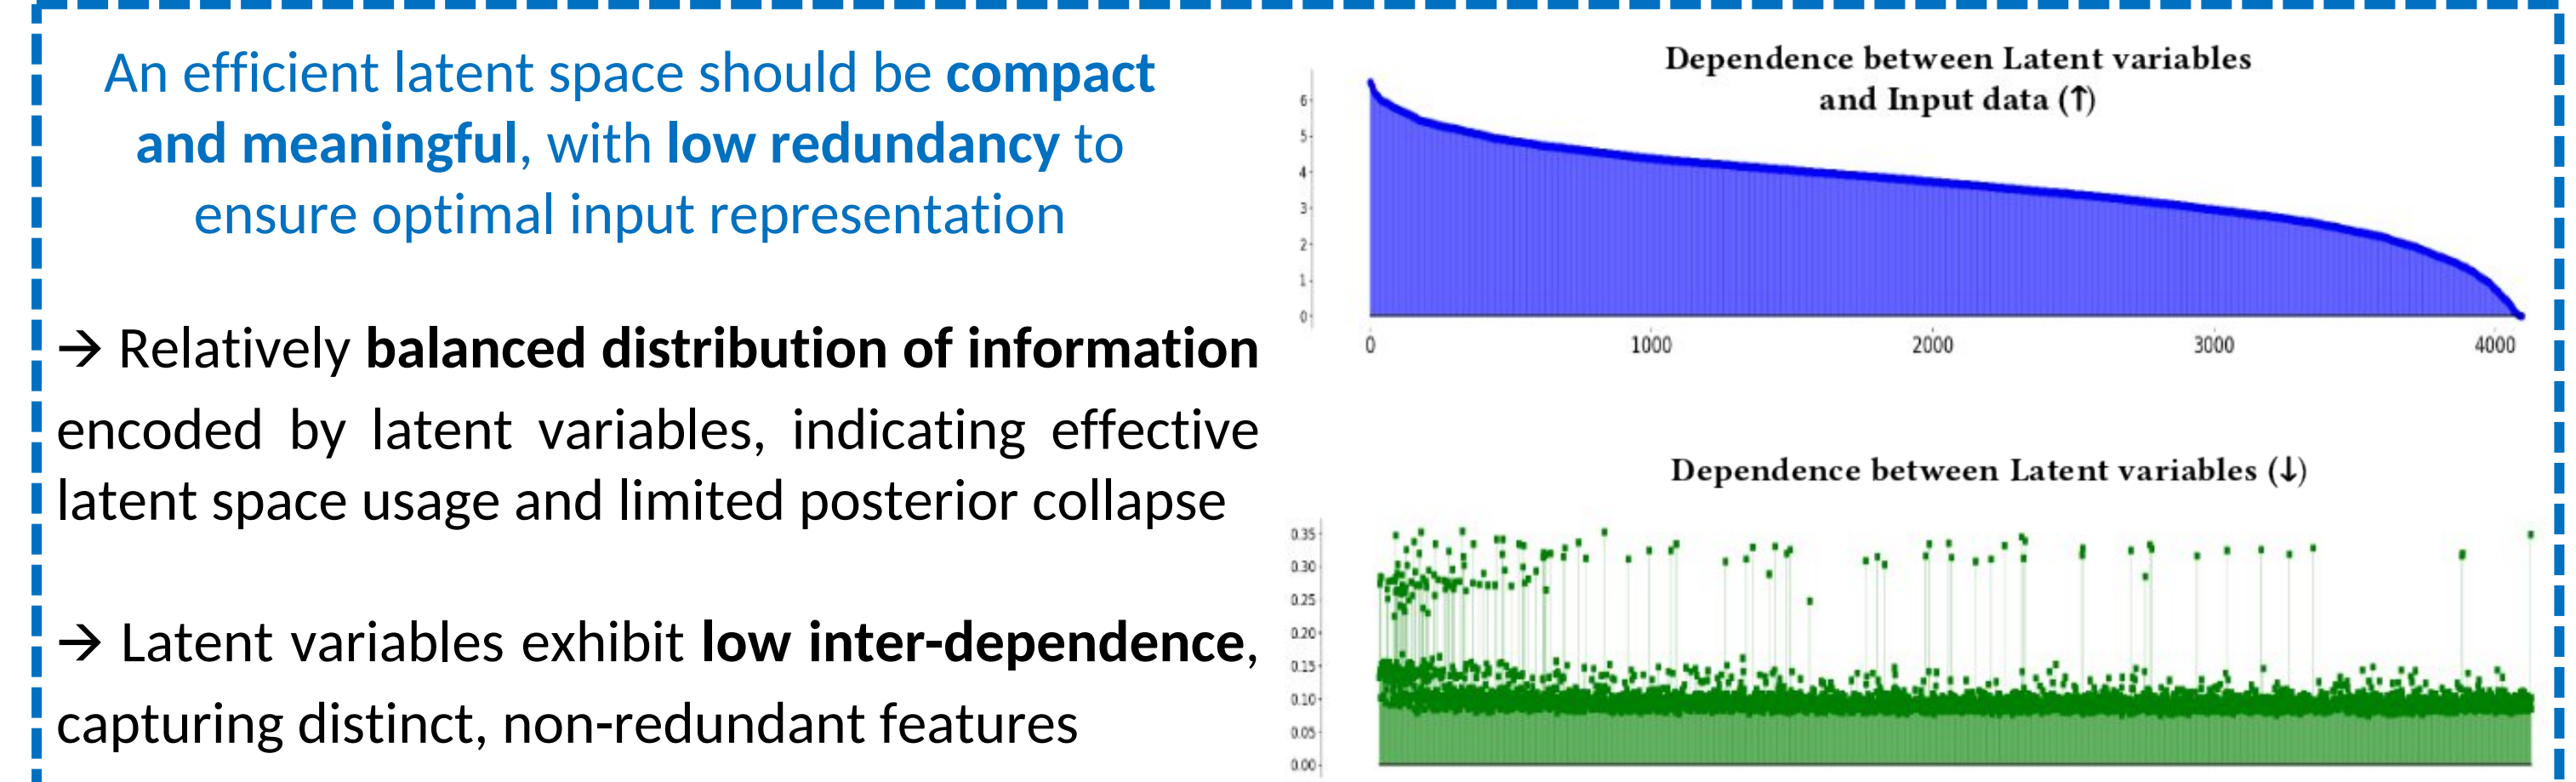 An efficient latent space should be compact
and meaningful, with low redundancy to
ensure optimal input representation
→ Relatively balanced distribution of information
encoded by latent variables, indicating effective
latent space usage and limited posterior collapse
→ Latent variables exhibit low inter-dependence,
capturing distinct, non-redundant features
Dependence between Latent variables
and Input data (↑)
6
5
4
3
2
1
0
0 1000 2000 3000 4000
Dependence between Latent variables (↓)
0.35
0.30
0.25
0.20
0.15
0.10
0.05
0.00